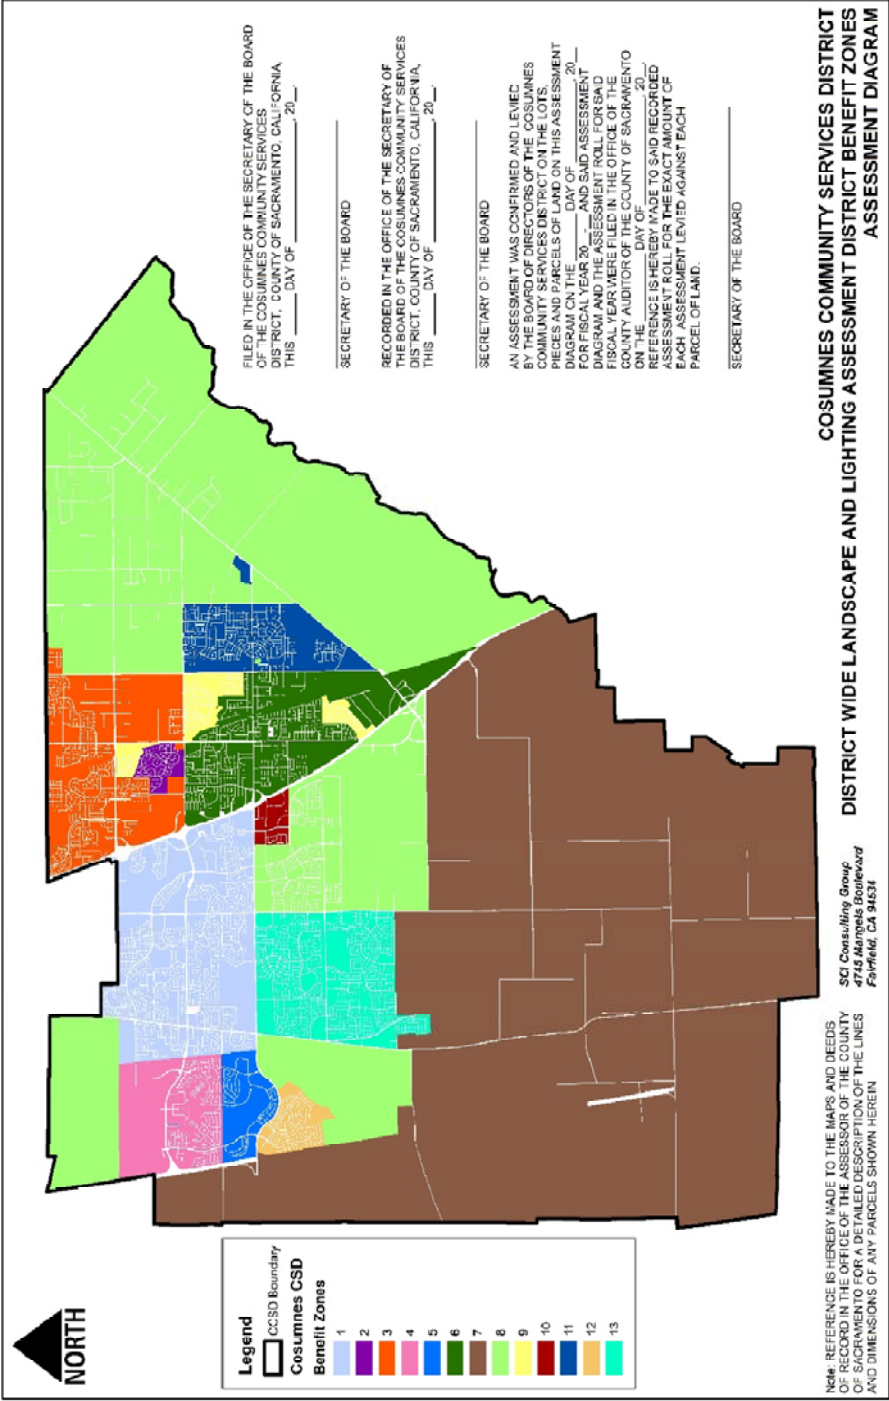 NORTH
Legend
CCSD Boundary
Cosumnes CSD
Benefit Zones
1
2
3
4
5
6
7
8
9
10
11
12
13
FILED IN THE OFFICE OF THE SECRETARY OF THE BOARD
OF THE COSUMNES COMMUNITY SERVICES
DISTRICT, COUNTY OF SACRAMENTO, CALIFORNIA,
THIS ______ DAY OF ______________, 20__.
SECRETARY OF THE BOARD
RECORDED IN THE OFFICE OF THE SECRETARY OF
THE BOARD OF THE COSUMNES COMMUNITY SERVICES
DISTRICT, COUNTY OF SACRAMENTO, CALIFORNIA,
THIS ______ DAY OF ______________, 20__.
SECRETARY OF THE BOARD
AN ASSESSMENT WAS CONFIRMED AND LEVIED
BY THE BOARD OF DIRECTORS OF THE COSUMNES
COMMUNITY SERVICES DISTRICT ON THE LOTS,
PIECES AND PARCELS OF LAND ON THIS ASSESSMENT
DIAGRAM ON THE ______ DAY OF ______________, 20__
FOR FISCAL YEAR 20__-__ AND SAID ASSESSMENT
DIAGRAM AND THE ASSESSMENT ROLL FOR SAID
FISCAL YEAR WERE FILED IN THE OFFICE OF THE
COUNTY AUDITOR OF THE COUNTY OF SACRAMENTO
ON THE ______ DAY OF ______________, 20__.
REFERENCE IS HEREBY MADE TO SAID RECORDED
ASSESSMENT ROLL FOR THE EXACT AMOUNT OF
EACH ASSESSMENT LEVIED AGAINST EACH
PARCEL OF LAND.
SECRETARY OF THE BOARD
Note: REFERENCE IS HEREBY MADE TO THE MAPS AND DEEDS
OF RECORD IN THE OFFICE OF THE ASSESSOR OF THE COUNTY
OF SACRAMENTO FOR A DETAILED DESCRIPTION OF THE LINES
AND DIMENSIONS OF ANY PARCELS SHOWN HEREIN
SCI Consulting Group
4745 Mangels Boulevard
Fairfield, CA 94534
COSUMNES COMMUNITY SERVICES DISTRICT
DISTRICT WIDE LANDSCAPE AND LIGHTING ASSESSMENT DISTRICT BENEFIT ZONES
ASSESSMENT DIAGRAM